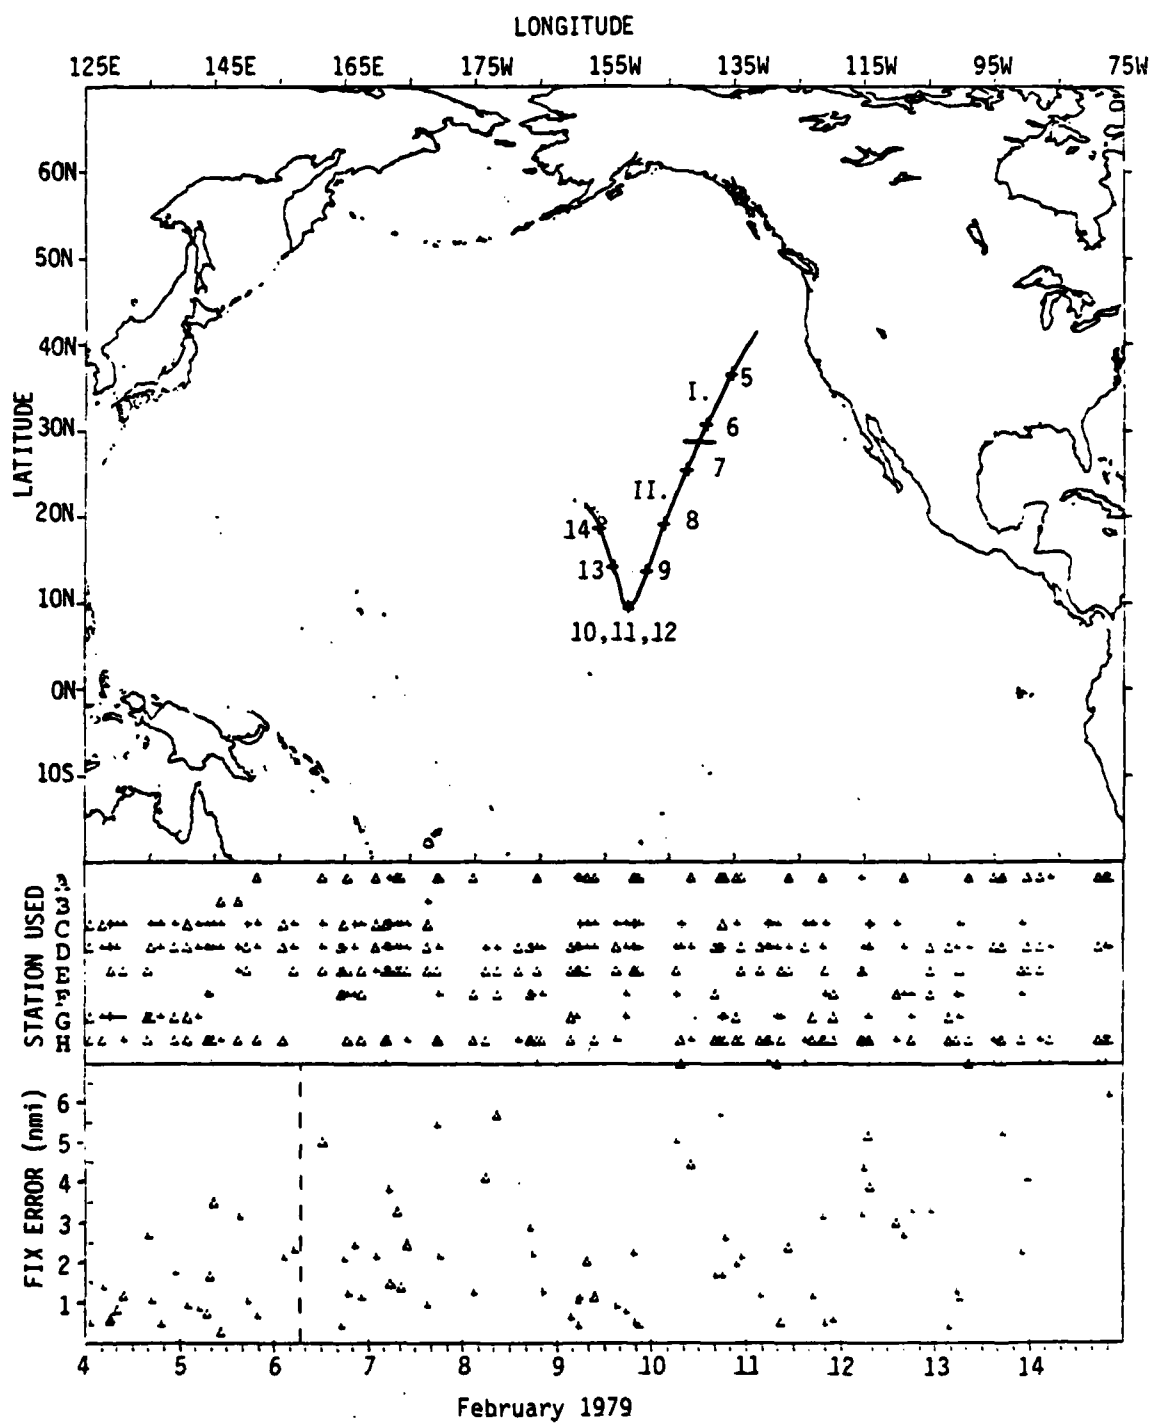 LONGITUDE
125E 145E 165E 175W 155W 135W 115W 95W 75W
60N
50N
40N
30N
20N
10N
0N
10S
LATITUDE
5
I.
6
7
II.
8
14
13
9
10,11,12
STATION USED
A
B
C
D
E
F
G
H
FIX ERROR (nmi)
6
5
4
3
2
1
4 5 6 7 8 9 10 11 12 13 14
February 1979